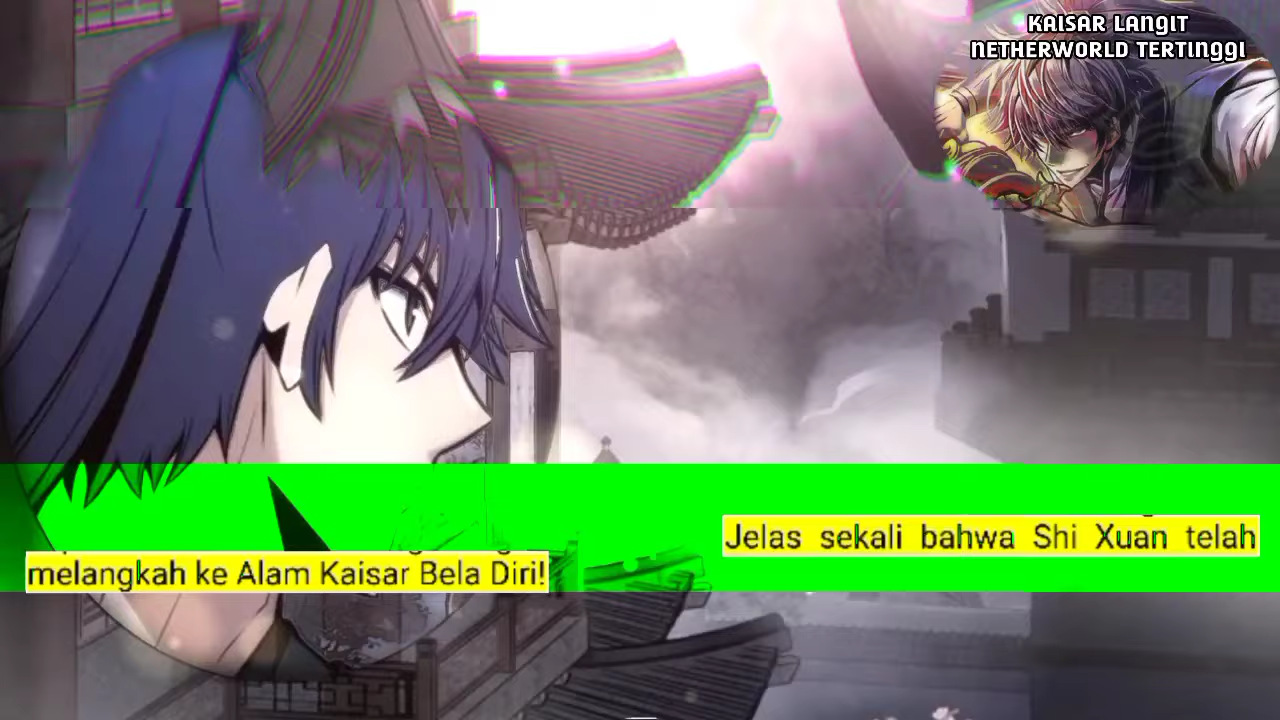 KAISAR LANGIT
NETHERWORLD TERTINGGI
Jelas sekali bahwa Shi Xuan telah
melangkah ke Alam Kaisar Bela Diri!